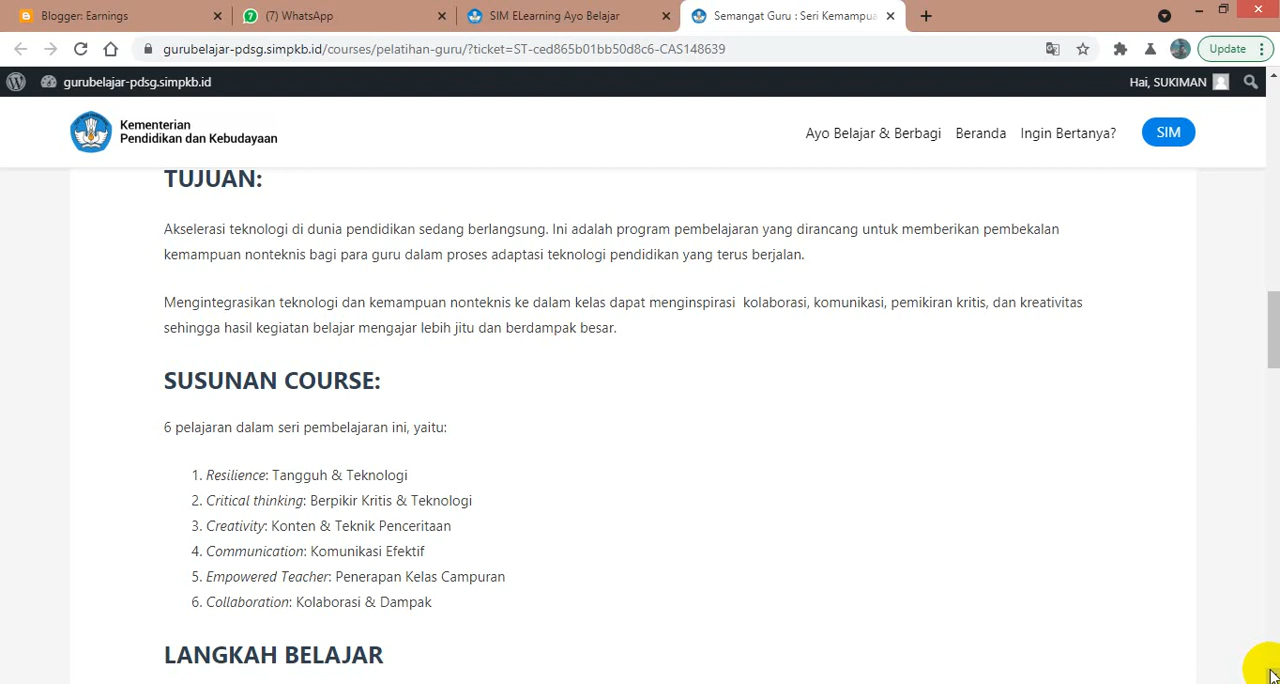 Blogger: Earnings
(7) WhatsApp
SIM ELearning Ayo Belajar
Semangat Guru : Seri Kemampua
gurubelajar-pdsg.simpkb.id/courses/pelatihan-guru/?ticket=ST-ced865b01bb50d8c6-CAS148639
Update
gurubelajar-pdsg.simpkb.id
Hai, SUKIMAN
Kementerian
Pendidikan dan Kebudayaan
Ayo Belajar & Berbagi
Beranda
Ingin Bertanya?
SIM
TUJUAN:
Akselerasi teknologi di dunia pendidikan sedang berlangsung. Ini adalah program pembelajaran yang dirancang untuk memberikan pembekalan
kemampuan nonteknis bagi para guru dalam proses adaptasi teknologi pendidikan yang terus berjalan.
Mengintegrasikan teknologi dan kemampuan nonteknis ke dalam kelas dapat menginspirasi kolaborasi, komunikasi, pemikiran kritis, dan kreativitas
sehingga hasil kegiatan belajar mengajar lebih jitu dan berdampak besar.
SUSUNAN COURSE:
6 pelajaran dalam seri pembelajaran ini, yaitu:
1. Resilience: Tangguh & Teknologi
2. Critical thinking: Berpikir Kritis & Teknologi
3. Creativity: Konten & Teknik Penceritaan
4. Communication: Komunikasi Efektif
5. Empowered Teacher: Penerapan Kelas Campuran
6. Collaboration: Kolaborasi & Dampak
LANGKAH BELAJAR